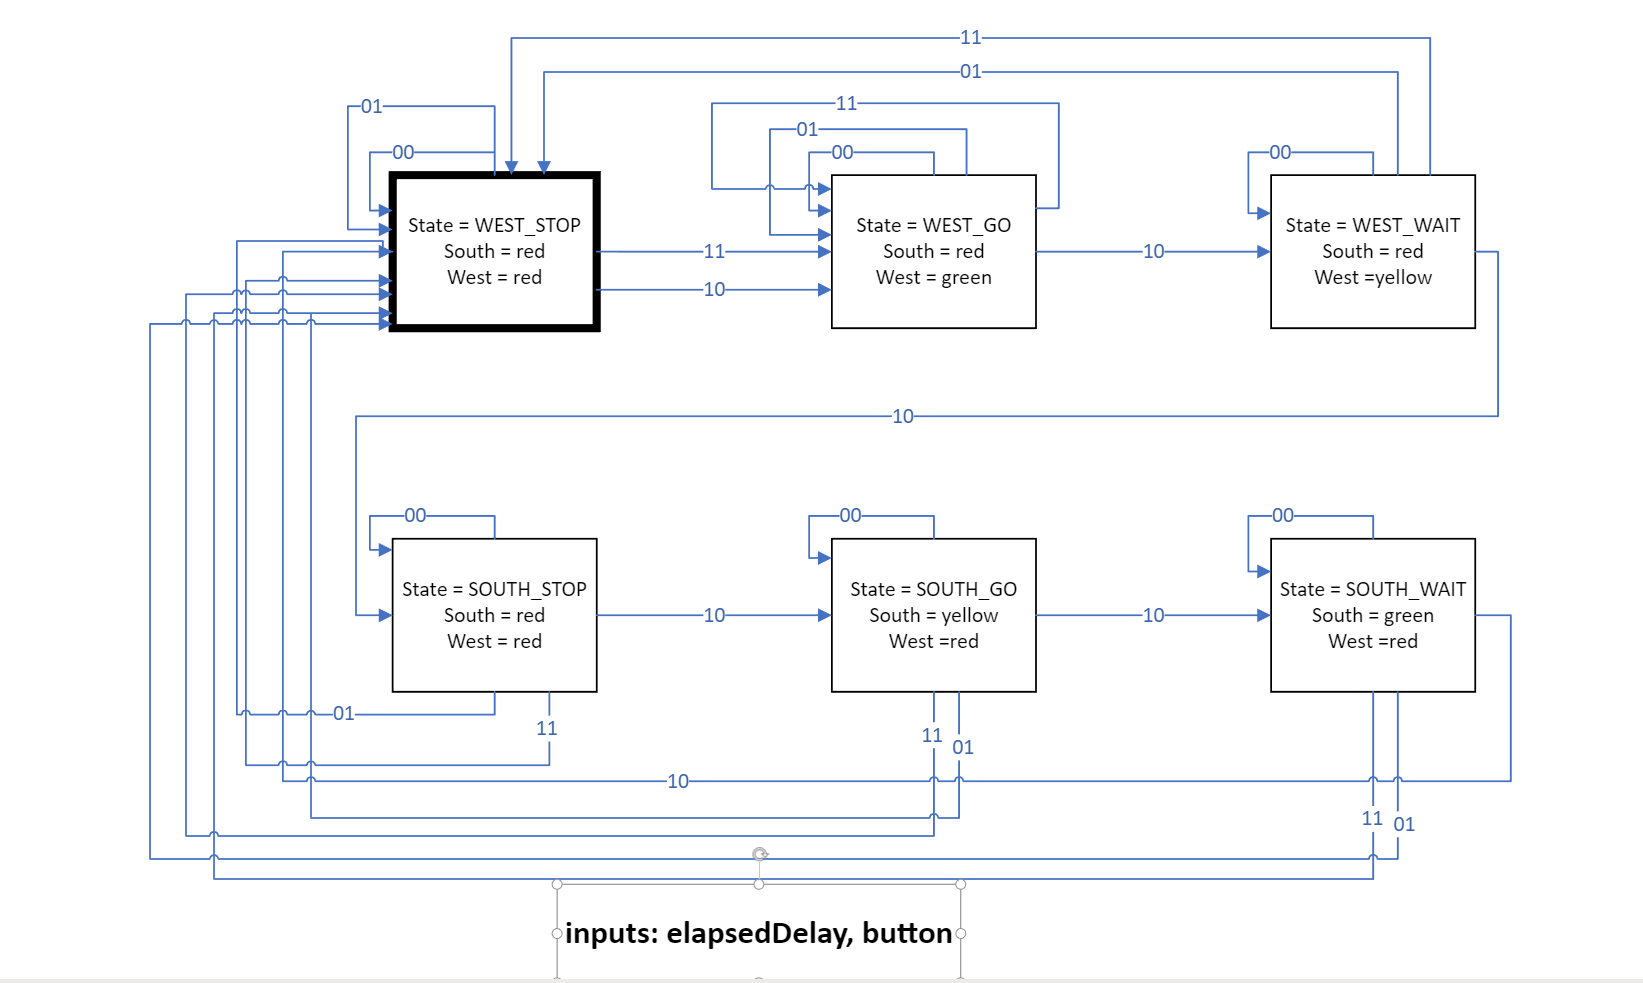 11
01
01
11
01
00
00
00
State = WEST_STOP
South = red
West = red
State = WEST_GO
South = red
West = green
State = WEST_WAIT
South = red
West =yellow
11
10
10
10
00
00
00
State = SOUTH_STOP
South = red
West = red
State = SOUTH_GO
South = yellow
West =red
State = SOUTH_WAIT
South = green
West =red
10
10
01
11
11
01
10
11
01
inputs: elapsedDelay, button